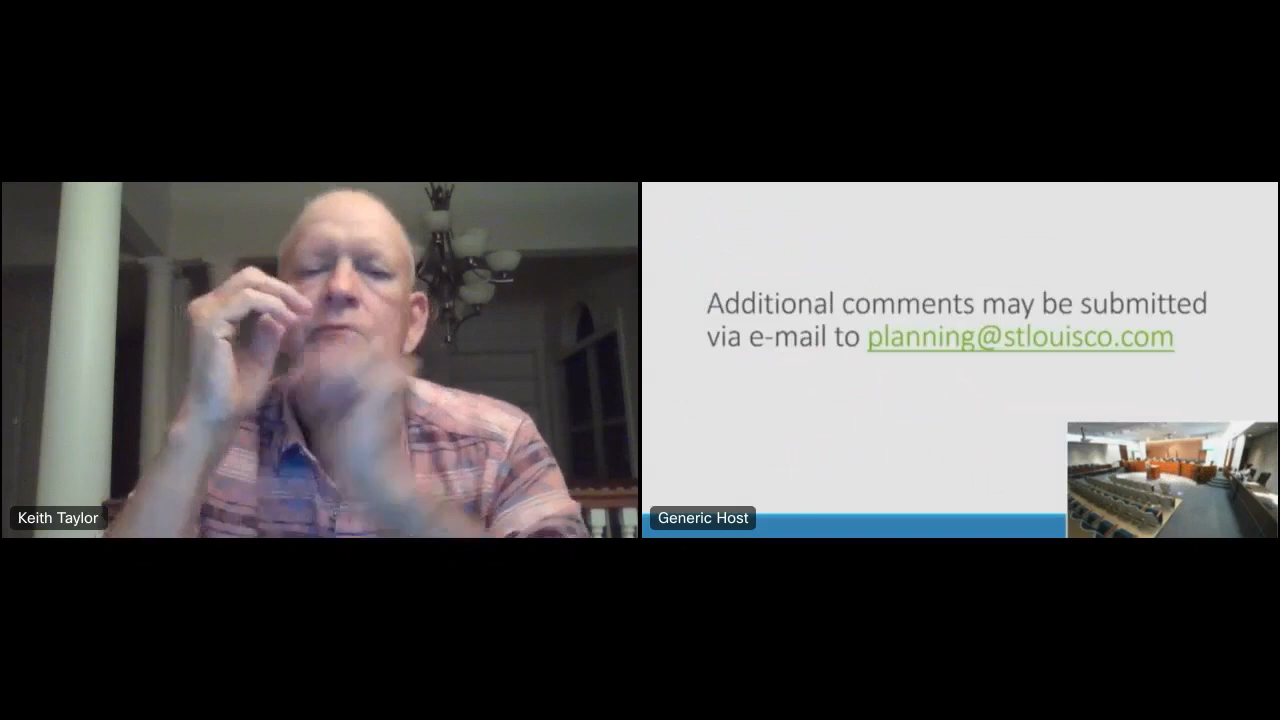 Additional comments may be submitted
via e-mail to planning@stlouisco.com
Keith Taylor
Generic Host